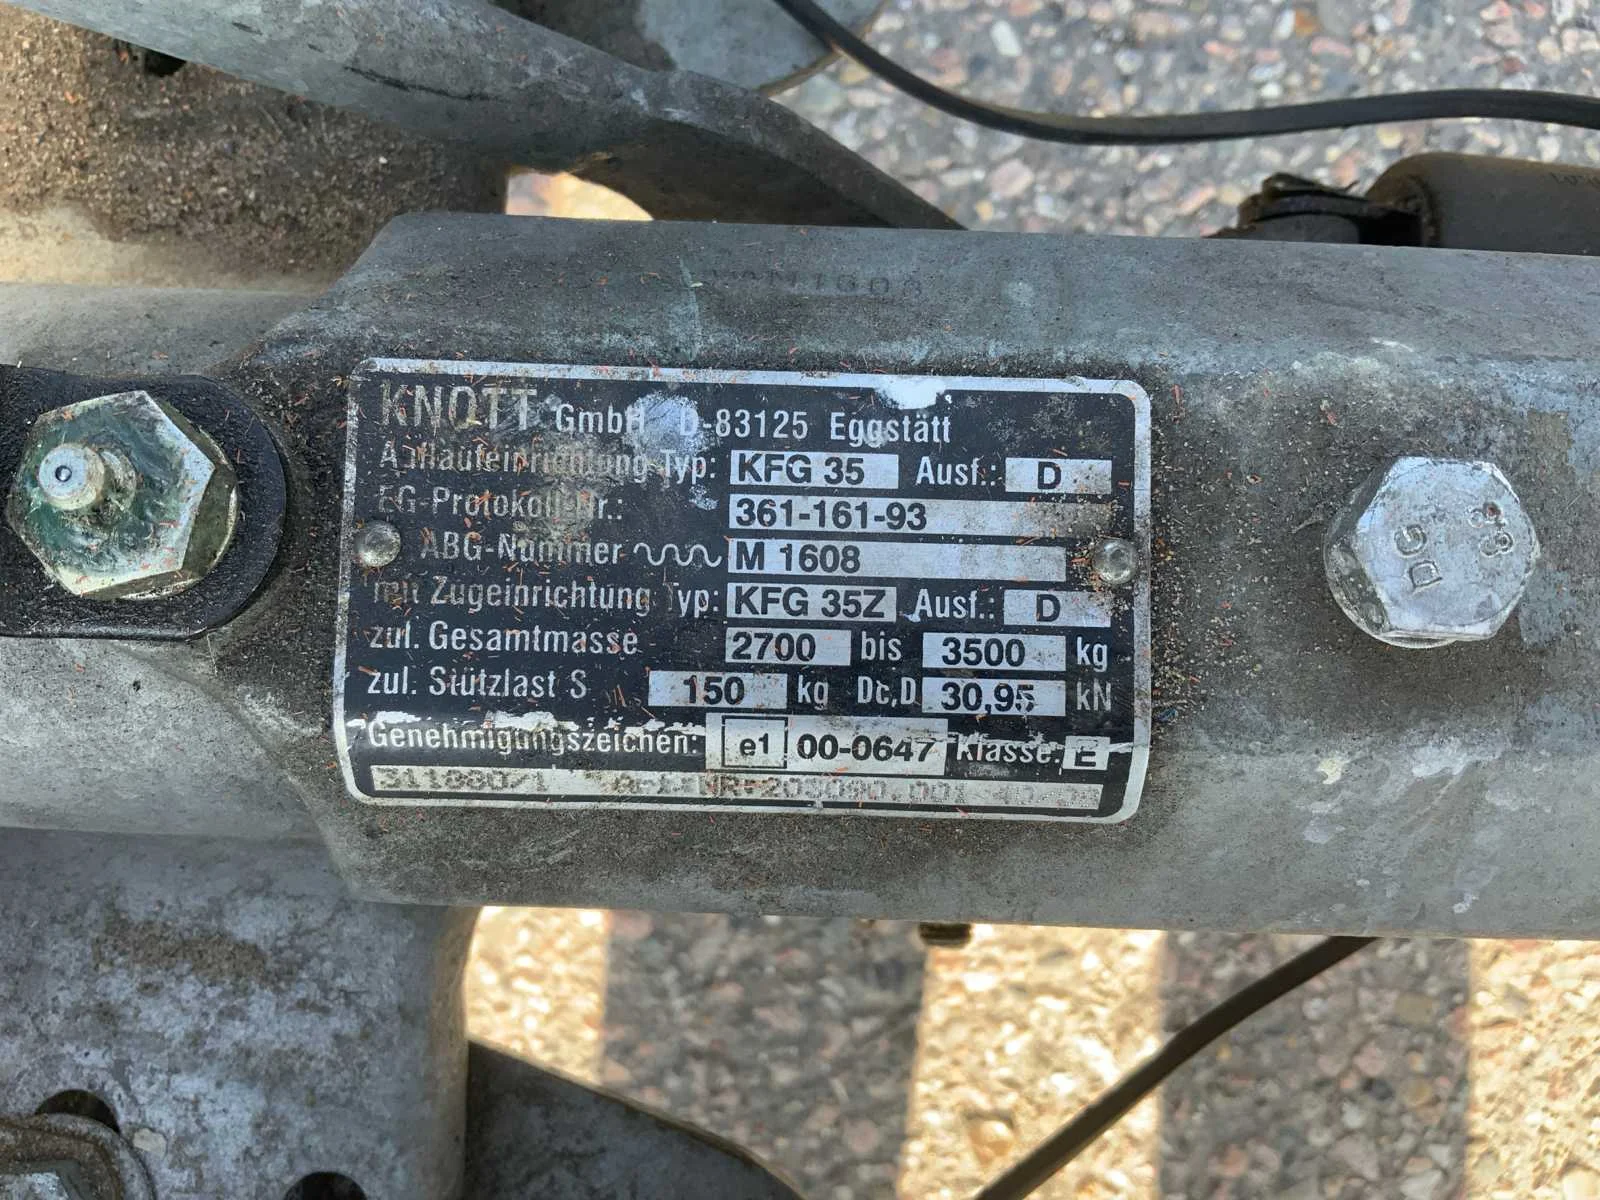 M1608
KNOTT GmbH D-83125 Eggstätt
Auflaufeinrichtung Typ: KFG 35 Ausf.: D
EG-Protokoll-Nr.: 361-161-93
ABG-Nummer M 1608
mit Zugeinrichtung Typ: KFG 35Z Ausf.: D
zul. Gesamtmasse 2700 bis 3500 kg
zul. Stützlast S 150 kg Dc,D 30,95 kN
Genehmigungszeichen: e1 00-0647 Klasse: E
8.8
DG